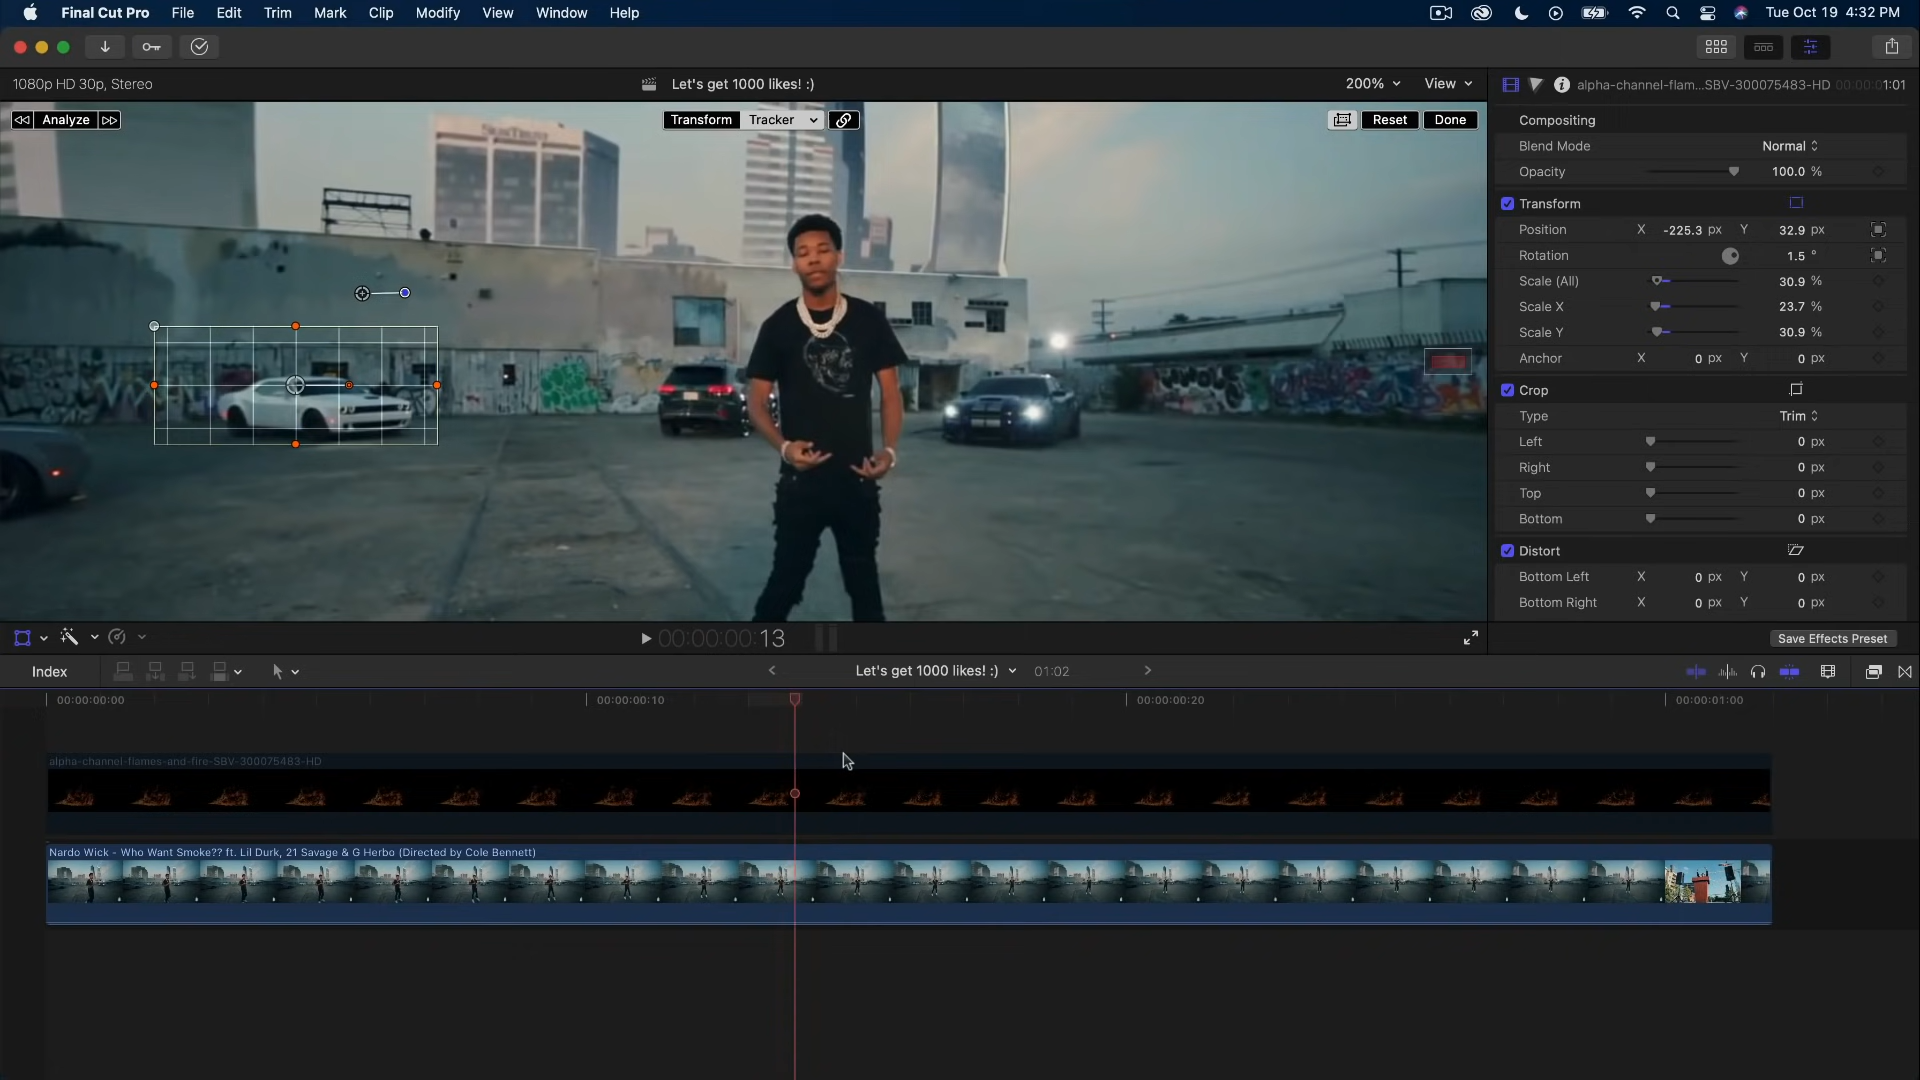 Final Cut Pro File Edit Trim Mark Clip Modify View Window Help Tue Oct 19 4:32 PM
1080p HD 30p, Stereo Let's get 1000 likes! :) 200% View
alpha-channel-flam...SBV-300075483-HD 00:00:01:01
Analyze Transform Tracker Reset Done
SUNTRUST
Compositing
Blend Mode Normal
Opacity 100.0 %
Transform
Position X -225.3 px Y 32.9 px
Rotation 1.5 °
Scale (All) 30.9 %
Scale X 23.7 %
Scale Y 30.9 %
Anchor X 0 px Y 0 px
Crop
Type Trim
Left 0 px
Right 0 px
Top 0 px
Bottom 0 px
Distort
Bottom Left X 0 px Y 0 px
Bottom Right X 0 px Y 0 px
00:00:00:13
Save Effects Preset
Index Let's get 1000 likes! :) 01:02
00:00:00:00 00:00:00:10 00:00:00:20 00:00:01:00
alpha-channel-flames-and-fire-SBV-300075483-HD
Nardo Wick - Who Want Smoke?? ft. Lil Durk, 21 Savage & G Herbo (Directed by Cole Bennett)